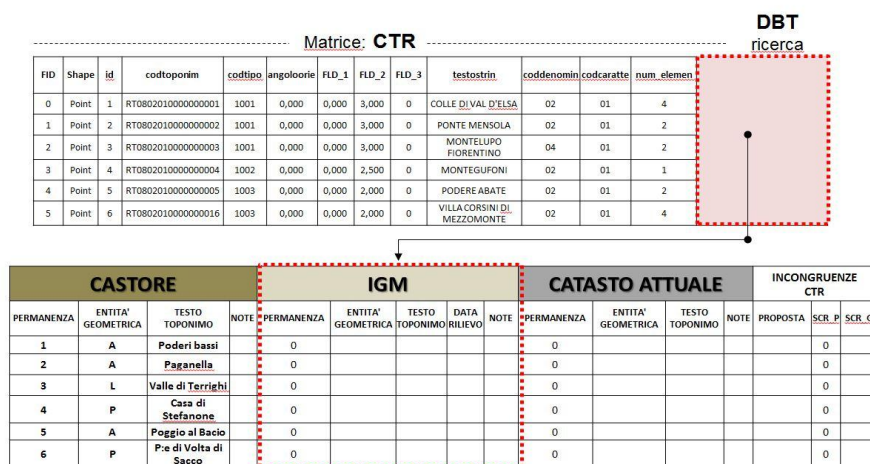 DBT
Matrice: CTR
ricerca
FID Shape id codtoponim codtipo angoloorie FLD_1 FLD_2 FLD_3 testostrin coddenomin codcaratte num_elemen
0 Point 1 RT0802010000000001 1001 0,000 0,000 3,000 0 COLLE DI VAL D'ELSA 02 01 4
1 Point 2 RT0802010000000002 1001 0,000 0,000 3,000 0 PONTE MENSOLA 02 01 2
2 Point 3 RT0802010000000003 1001 0,000 0,000 3,000 0 MONTELUPO FIORENTINO 04 01 2
3 Point 4 RT0802010000000004 1002 0,000 0,000 2,500 0 MONTEGUFONI 02 01 1
4 Point 5 RT0802010000000005 1003 0,000 0,000 2,000 0 PODERE ABATE 02 01 2
5 Point 6 RT0802010000000016 1003 0,000 0,000 2,000 0 VILLA CORSINI DI MEZZOMONTE 02 01 4
CASTORE IGM CATASTO ATTUALE INCONGRUENZE CTR
PERMANENZA ENTITA' GEOMETRICA TESTO TOPONIMO NOTE PERMANENZA ENTITA' GEOMETRICA TESTO TOPONIMO DATA RILIEVO NOTE PERMANENZA ENTITA' GEOMETRICA TESTO TOPONIMO NOTE PROPOSTA SCR_P SCR_G
1 A Poderi bassi 0 0 0
2 A Paganella 0 0 0
3 L Valle di Terrighi 0 0 0
4 P Casa di Stefanone 0 0 0
5 A Poggio al Bacio 0 0 0
6 P P:e di Volta di Sacco 0 0 0